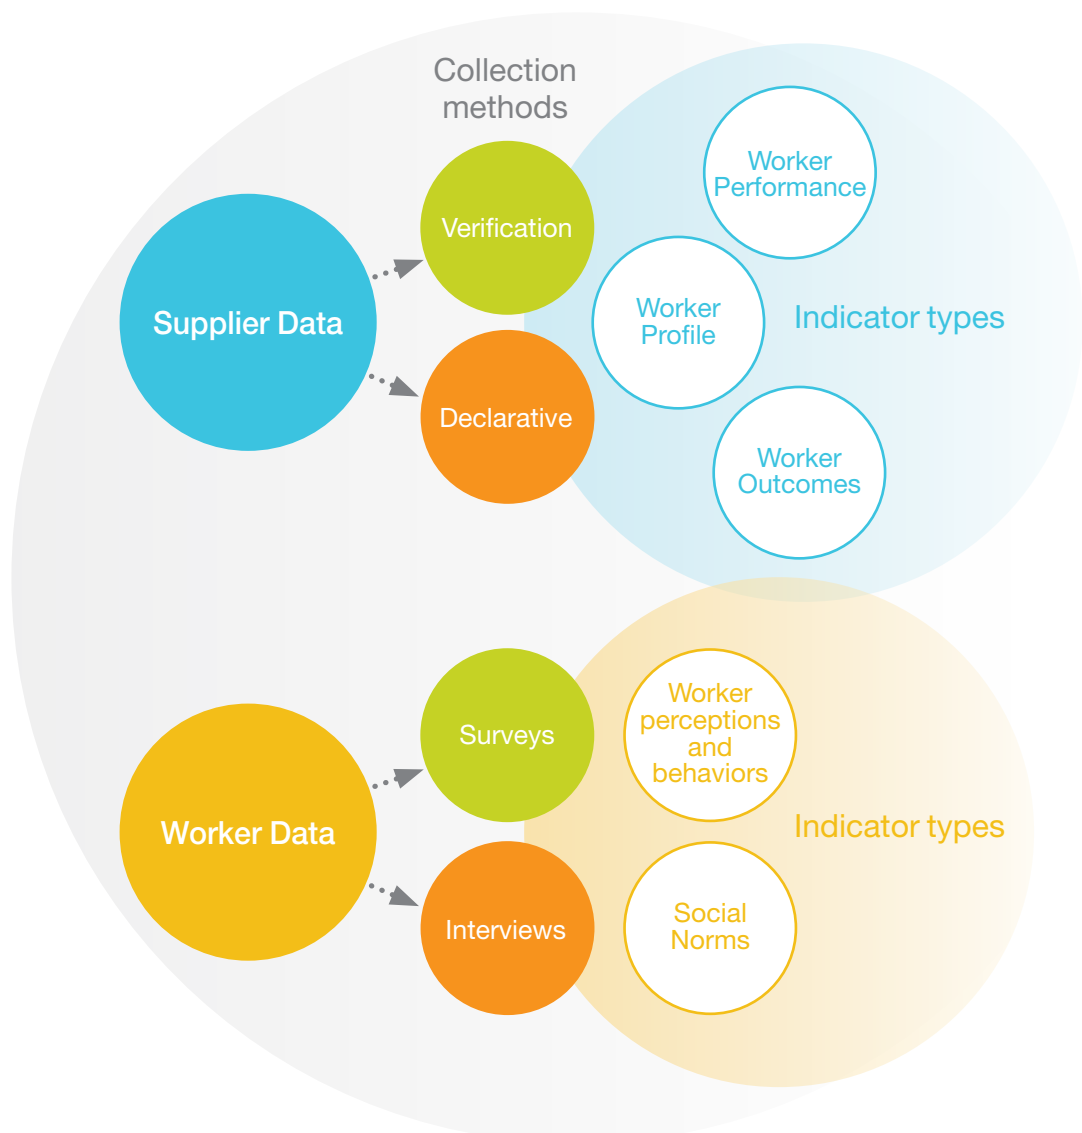 Collection
methods
Supplier Data
Verification
Declarative
Worker
Performance
Worker
Profile
Worker
Outcomes
Indicator types
Worker Data
Surveys
Interviews
Worker
perceptions
and
behaviors
Social
Norms
Indicator types